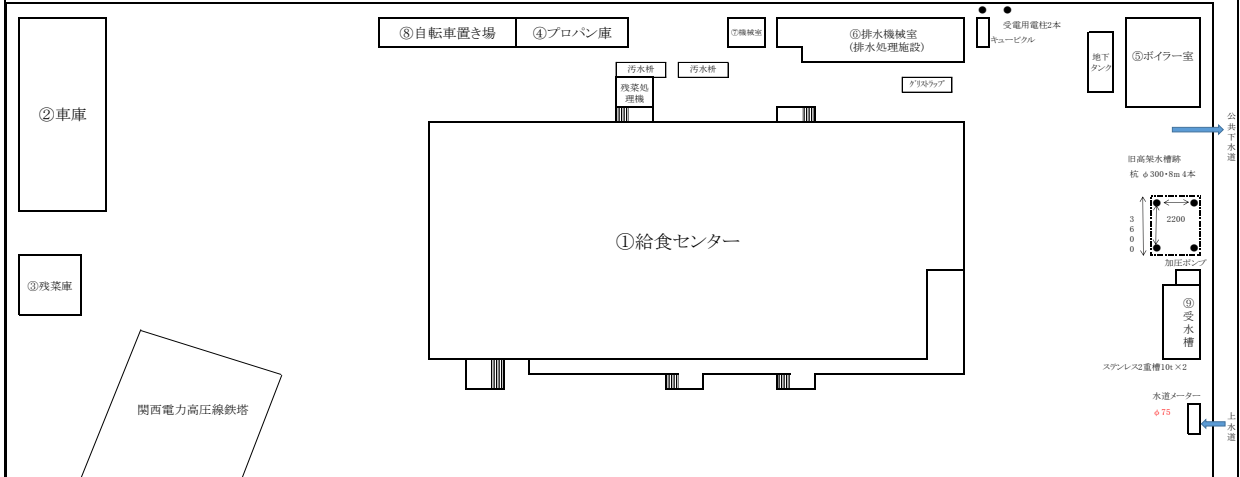 ⑧自転車置き場
④プロパン庫
⑦機械室
⑥排水機械室
(排水処理施設)
受電用電柱2本
キュービクル
地下
タンク
⑤ボイラー室
汚水桝
汚水桝
残菜処
理機
グリストラップ
②車庫
公共下水道
旧高架水槽跡
杭 φ300・8m 4本
2200
3600
加圧ポンプ
①給食センター
③残菜庫
⑨受水槽
ステンレス2重槽10t×2
水道メーター
φ75
上水道
関西電力高圧線鉄塔